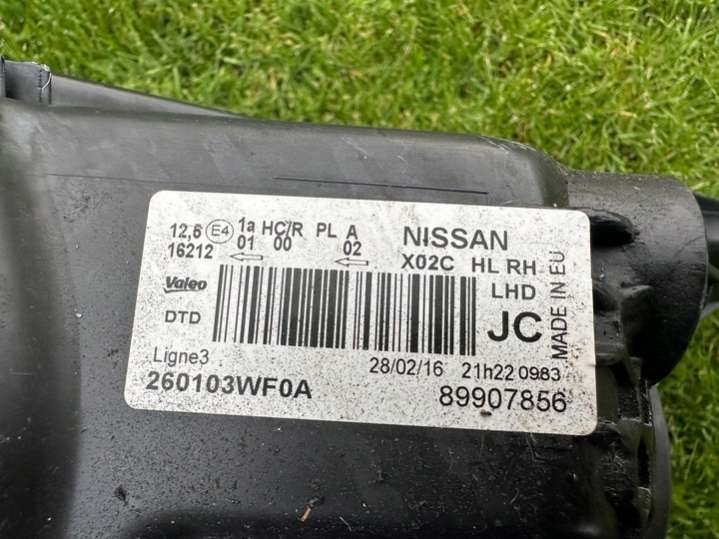 12,6 E4 1a HC/R PL A
16212 01 00 02
NISSAN
X02C HL RH
LHD
Valeo
DTD
JC
MADE IN EU
Ligne3
28/02/16 21h22 0983
260103WF0A
89907856